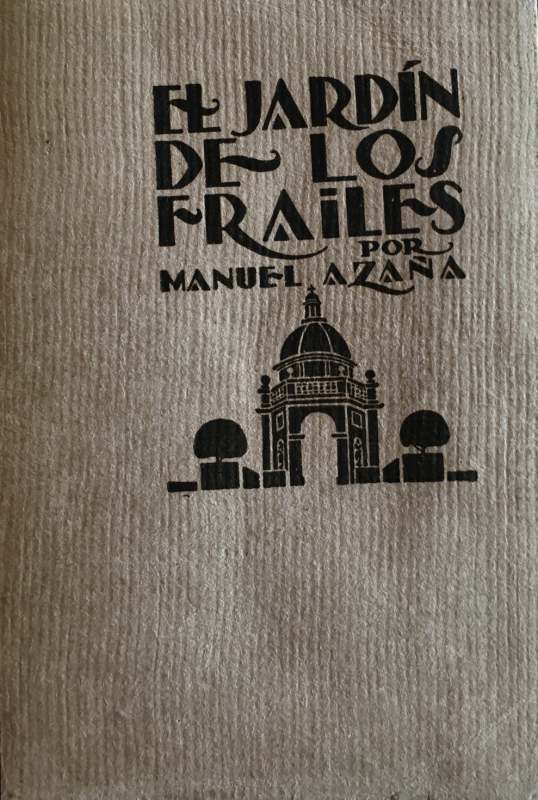 EL JARDÍN
DE LOS
FRAILES
POR
MANUEL AZAÑA